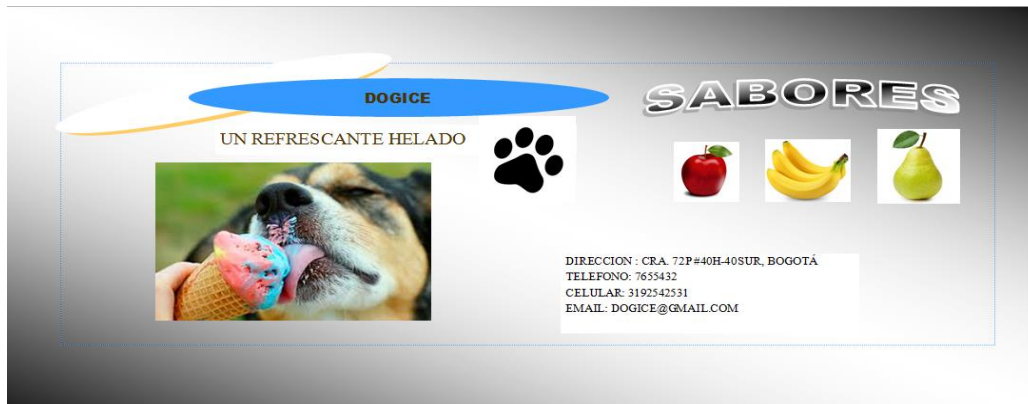 DOGICE
UN REFRESCANTE HELADO
SABORES
DIRECCION : CRA. 72P #40H-40SUR, BOGOTÁ
TELEFONO: 7655432
CELULAR: 3192542531
EMAIL: DOGICE@GMAIL.COM